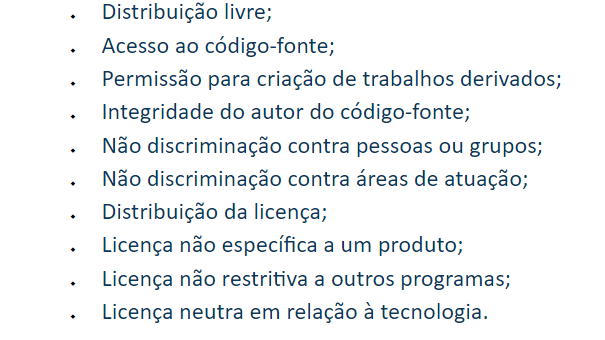 • Distribuição livre;
• Acesso ao código-fonte;
• Permissão para criação de trabalhos derivados;
• Integridade do autor do código-fonte;
• Não discriminação contra pessoas ou grupos;
• Não discriminação contra áreas de atuação;
• Distribuição da licença;
• Licença não específica a um produto;
• Licença não restritiva a outros programas;
• Licença neutra em relação à tecnologia.